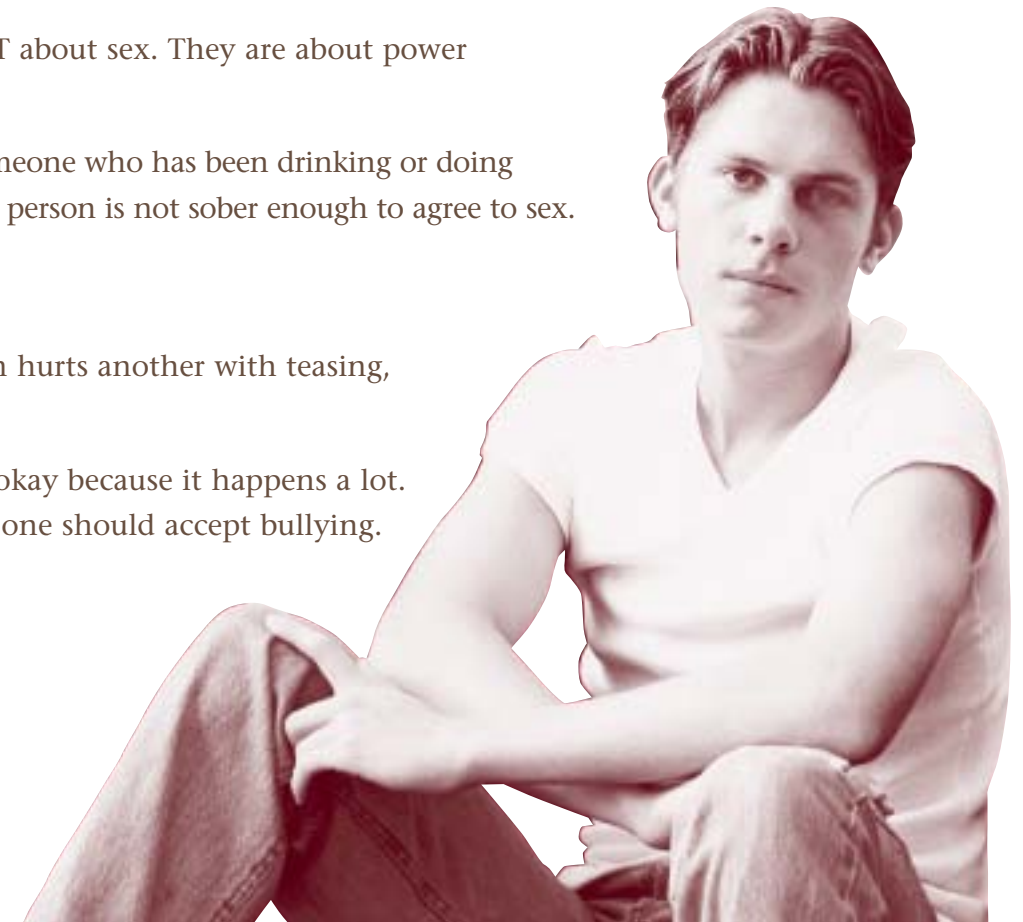 about sex. They are about power
who has been drinking or doing
person is not sober enough to agree to sex.
hurts another with teasing,
okay because it happens a lot.
one should accept bullying.